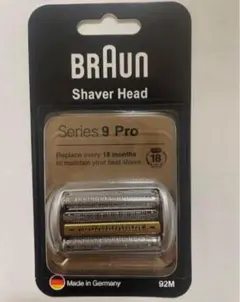 BRAUN
Shaver Head
Series 9 Pro
Replace every 18 months
to maintain your best shave.
18
Made in Germany
92M